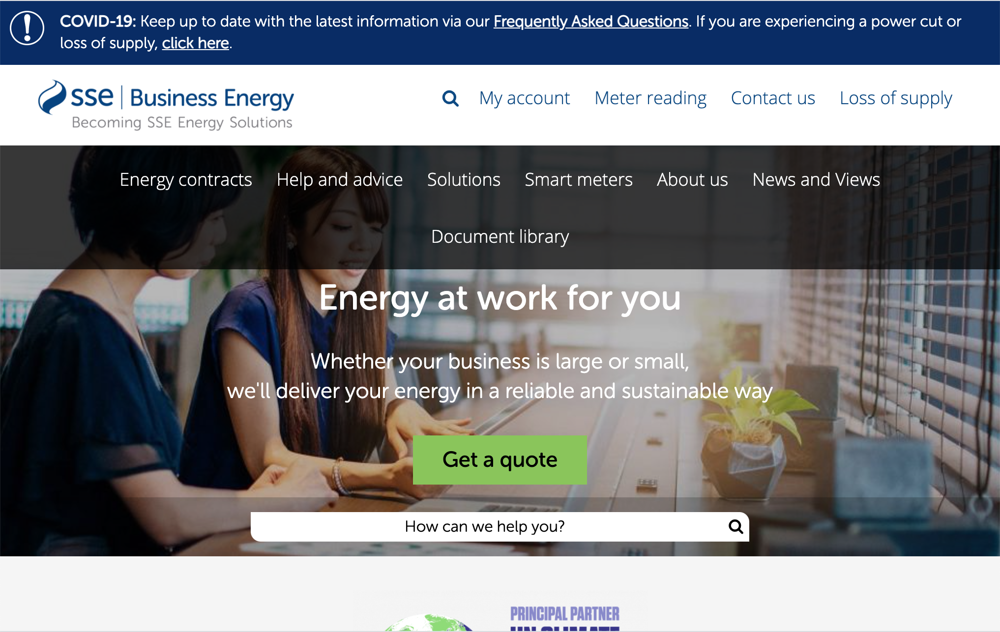 COVID-19: Keep up to date with the latest information via our Frequently Asked Questions. If you are experiencing a power cut or
loss of supply, click here.
sse | Business Energy
Becoming SSE Energy Solutions
My account
Meter reading
Contact us
Loss of supply
Energy contracts
Help and advice
Solutions
Smart meters
About us
News and Views
Document library
Energy at work for you
Whether your business is large or small,
we'll deliver your energy in a reliable and sustainable way
Get a quote
How can we help you?
PRINCIPAL PARTNER
UN CLIMATE